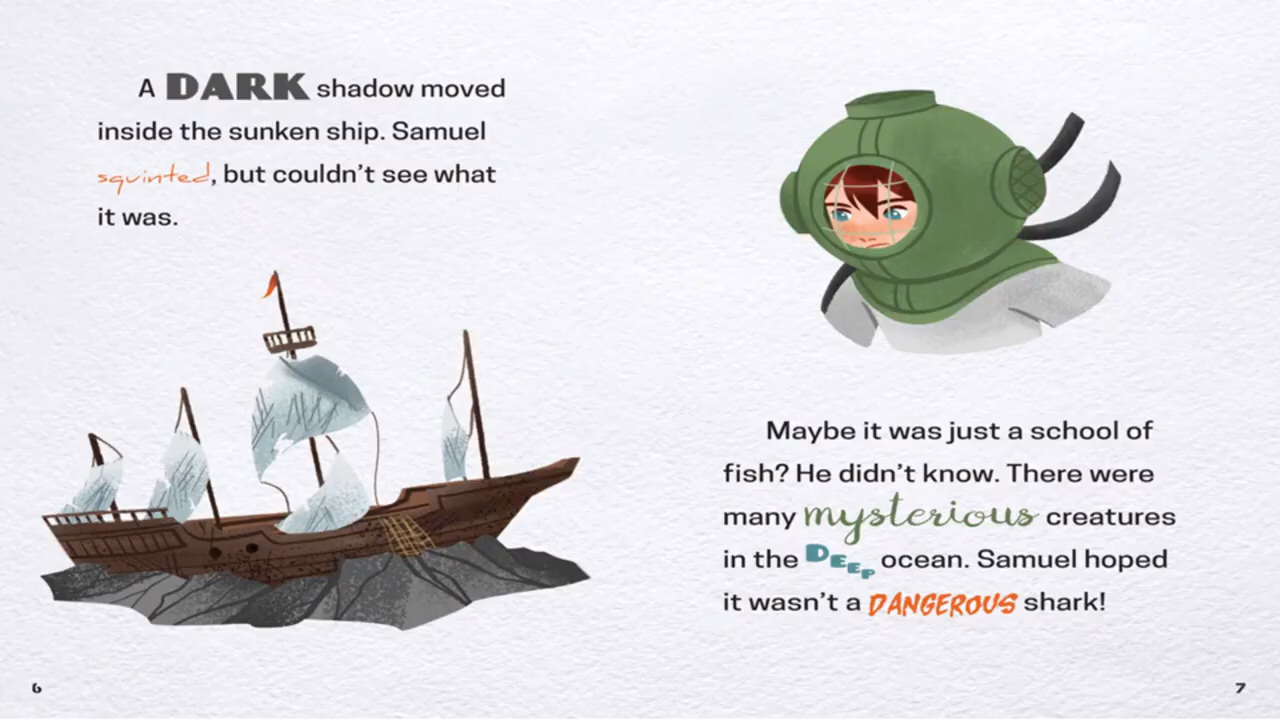 A DARK shadow moved
inside the sunken ship. Samuel
squinted, but couldn't see what
it was.
Maybe it was just a school of
fish? He didn't know. There were
many mysterious creatures
in the DEEP ocean. Samuel hoped
it wasn't a DANGEROUS shark!
6
7